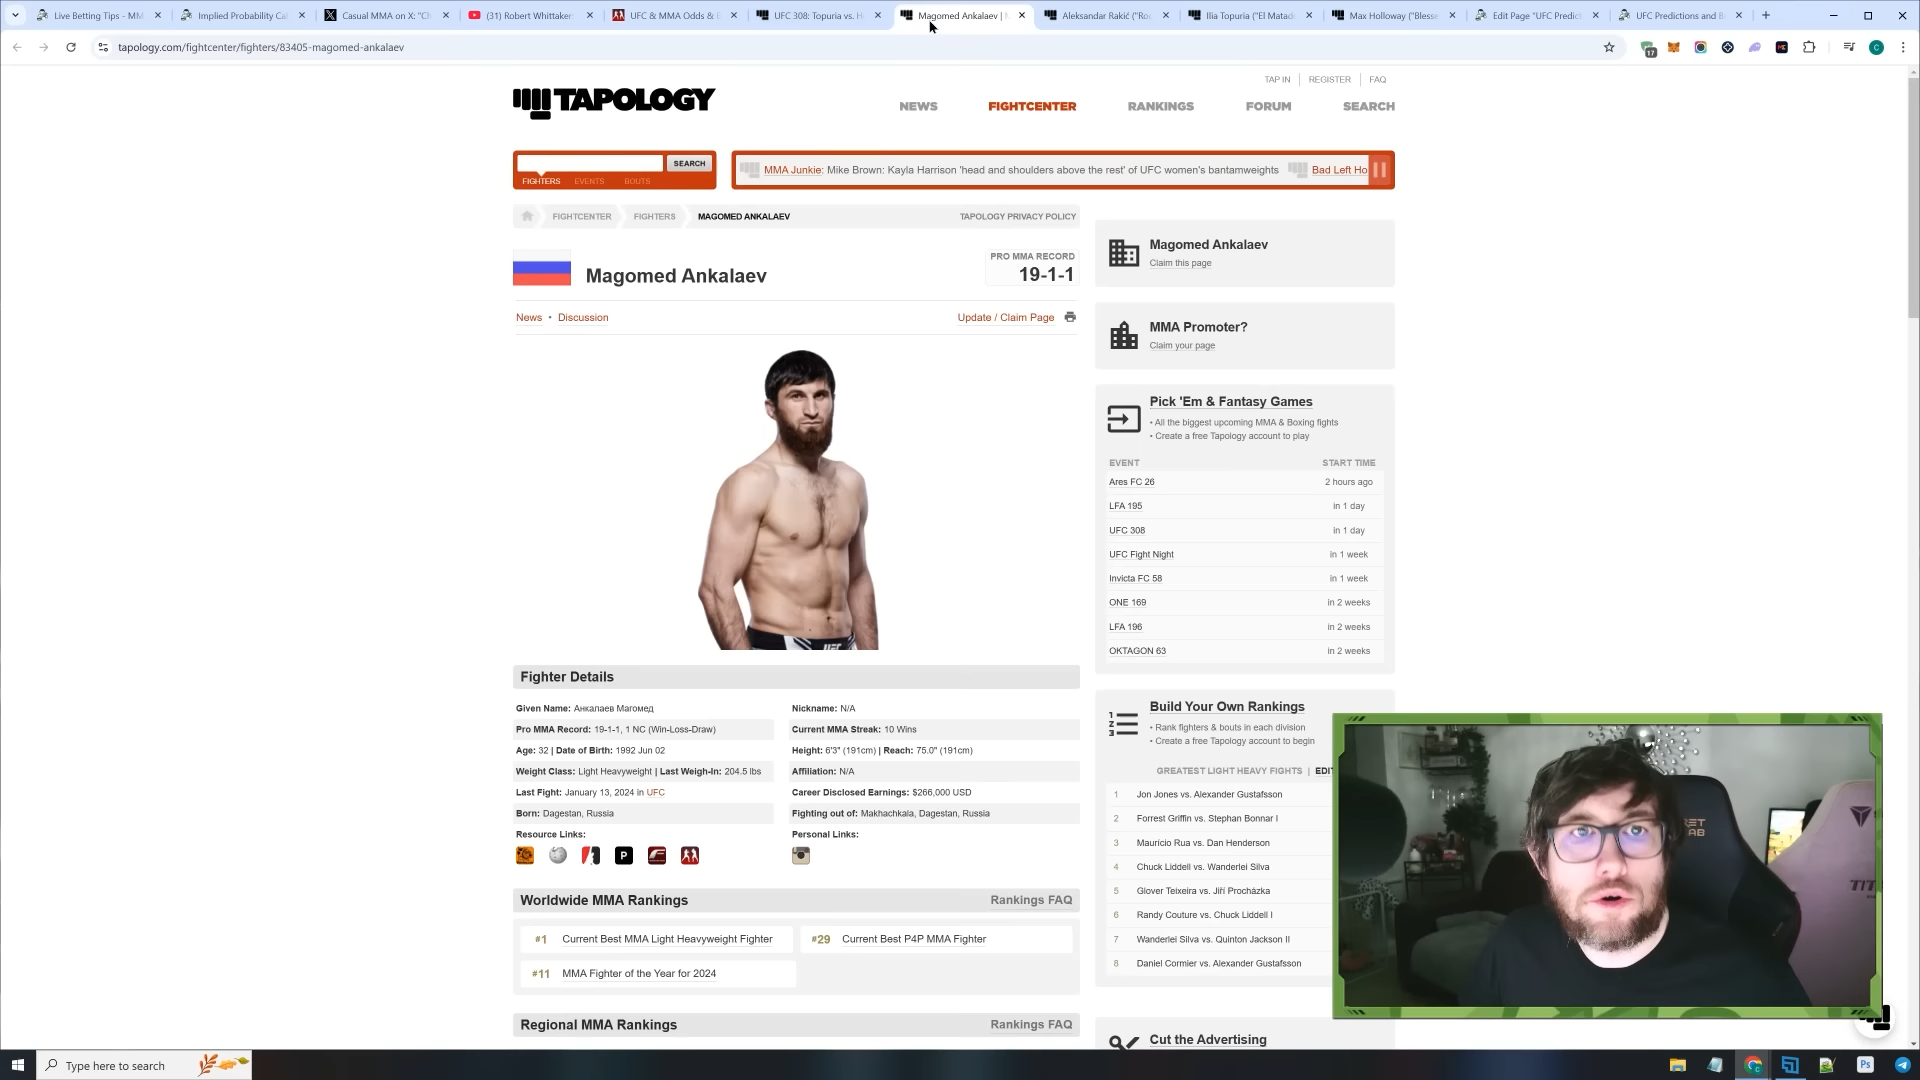 Live Betting Tips - MM
Implied Probability Cal
Casual MMA on X: "C
(31) Robert Whittaker:
UFC & MMA Odds & B
UFC 308: Topuria vs. H
Magomed Ankalaev |
Aleksandar Rakić ("Roc
Ilia Topuria ("El Matad
Max Holloway ("Blesse
Edit Page "UFC Predict
UFC Predictions and B
tapology.com/fightcenter/fighters/83405-magomed-ankalaev
17
C
TAP IN
REGISTER
FAQ
TAPOLOGY
NEWS
FIGHTCENTER
RANKINGS
FORUM
SEARCH
SEARCH
FIGHTERS
EVENTS
BOUTS
MMA Junkie: Mike Brown: Kayla Harrison 'head and shoulders above the rest' of UFC women's bantamweights
Bad Left Ho
FIGHTCENTER
FIGHTERS
MAGOMED ANKALAEV
TAPOLOGY PRIVACY POLICY
Magomed Ankalaev
PRO MMA RECORD
19-1-1
News • Discussion
Update / Claim Page
UFC
Fighter Details
Given Name: Анкалаев Магомед
Nickname: N/A
Pro MMA Record: 19-1-1, 1 NC (Win-Loss-Draw)
Current MMA Streak: 10 Wins
Age: 32 | Date of Birth: 1992 Jun 02
Height: 6'3" (191cm) | Reach: 75.0" (191cm)
Weight Class: Light Heavyweight | Last Weigh-In: 204.5 lbs
Affiliation: N/A
Last Fight: January 13, 2024 in UFC
Career Disclosed Earnings: $266,000 USD
Born: Dagestan, Russia
Fighting out of: Makhachkala, Dagestan, Russia
Resource Links:
Personal Links:
P
Worldwide MMA Rankings
Rankings FAQ
#1 Current Best MMA Light Heavyweight Fighter
#29 Current Best P4P MMA Fighter
#11 MMA Fighter of the Year for 2024
Regional MMA Rankings
Rankings FAQ
Magomed Ankalaev
Claim this page
MMA Promoter?
Claim your page
Pick 'Em & Fantasy Games
• All the biggest upcoming MMA & Boxing fights
• Create a free Tapology account to play
EVENT
START TIME
Ares FC 26
2 hours ago
LFA 195
in 1 day
UFC 308
in 1 day
UFC Fight Night
in 1 week
Invicta FC 58
in 1 week
ONE 169
in 2 weeks
LFA 196
in 2 weeks
OKTAGON 63
in 2 weeks
Build Your Own Rankings
• Rank fighters & bouts in each division
• Create a free Tapology account to begin
GREATEST LIGHT HEAVY FIGHTS | EDIT
1 Jon Jones vs. Alexander Gustafsson
2 Forrest Griffin vs. Stephan Bonnar I
3 Maurício Rua vs. Dan Henderson
4 Chuck Liddell vs. Wanderlei Silva
5 Glover Teixeira vs. Jiří Procházka
6 Randy Couture vs. Chuck Liddell I
7 Wanderlei Silva vs. Quinton Jackson II
8 Daniel Cormier vs. Alexander Gustafsson
Cut the Advertising
Type here to search
Ps